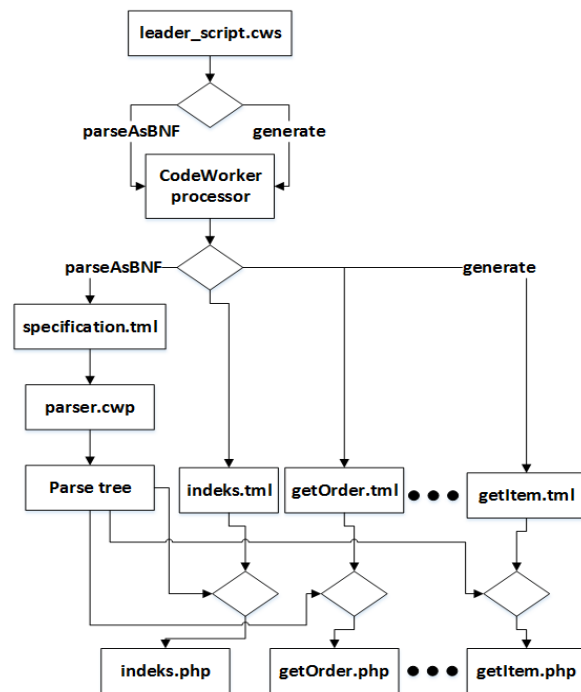 leader_script.cws
parseAsBNF
generate
CodeWorker
processor
parseAsBNF
generate
specification.tml
parser.cwp
Parse tree
indeks.tml
getOrder.tml
getItem.tml
indeks.php
getOrder.php
getItem.php